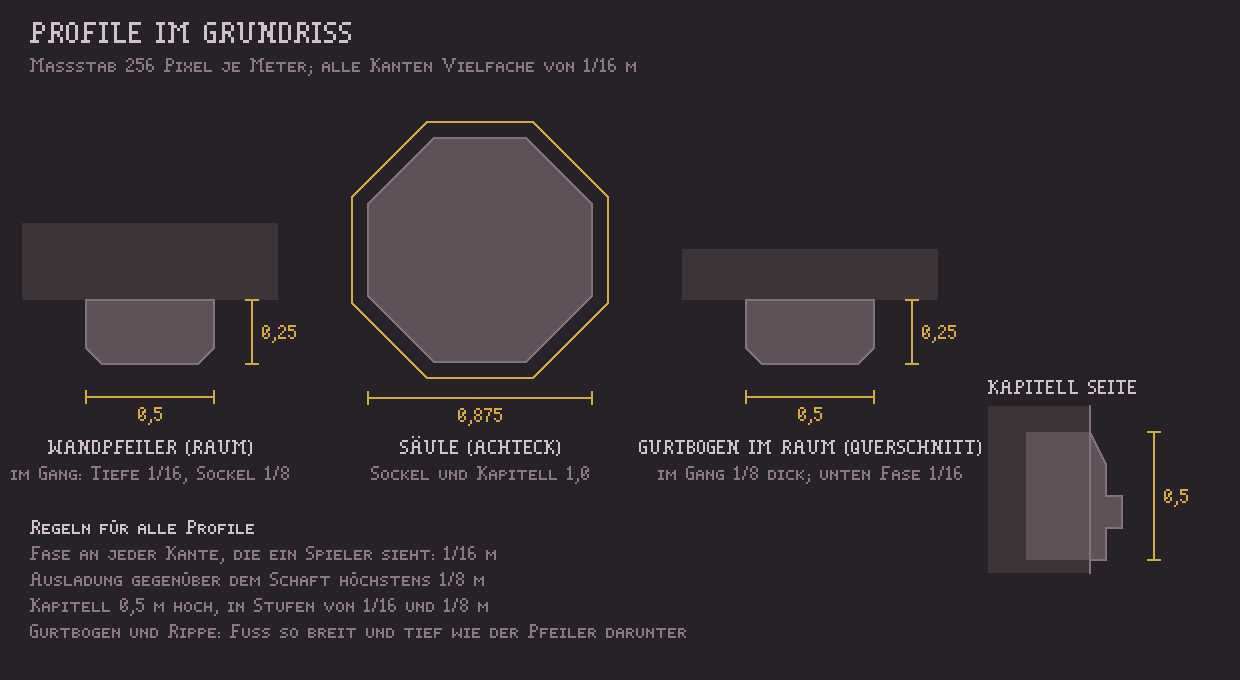 PROFILE IM GRUNDRISS
MASSSTAB 256 PIXEL JE METER; ALLE KANTEN VIELFACHE VON 1/16 M
0,25
0,5
WANDPFEILER (RAUM)
IM GANG: TIEFE 1/16, SOCKEL 1/8
0,875
SÄULE (ACHTECK)
SOCKEL UND KAPITELL 1,0
0,25
0,5
GURTBOGEN IM RAUM (QUERSCHNITT)
IM GANG 1/8 DICK; UNTEN FASE 1/16
KAPITELL SEITE
0,5
REGELN FÜR ALLE PROFILE
FASE AN JEDER KANTE, DIE EIN SPIELER SIEHT: 1/16 M
AUSLADUNG GEGENÜBER DEM SCHAFT HÖCHSTENS 1/8 M
KAPITELL 0,5 M HOCH, IN STUFEN VON 1/16 UND 1/8 M
GURTBOGEN UND RIPPE: FUSS SO BREIT UND TIEF WIE DER PFEILER DARUNTER